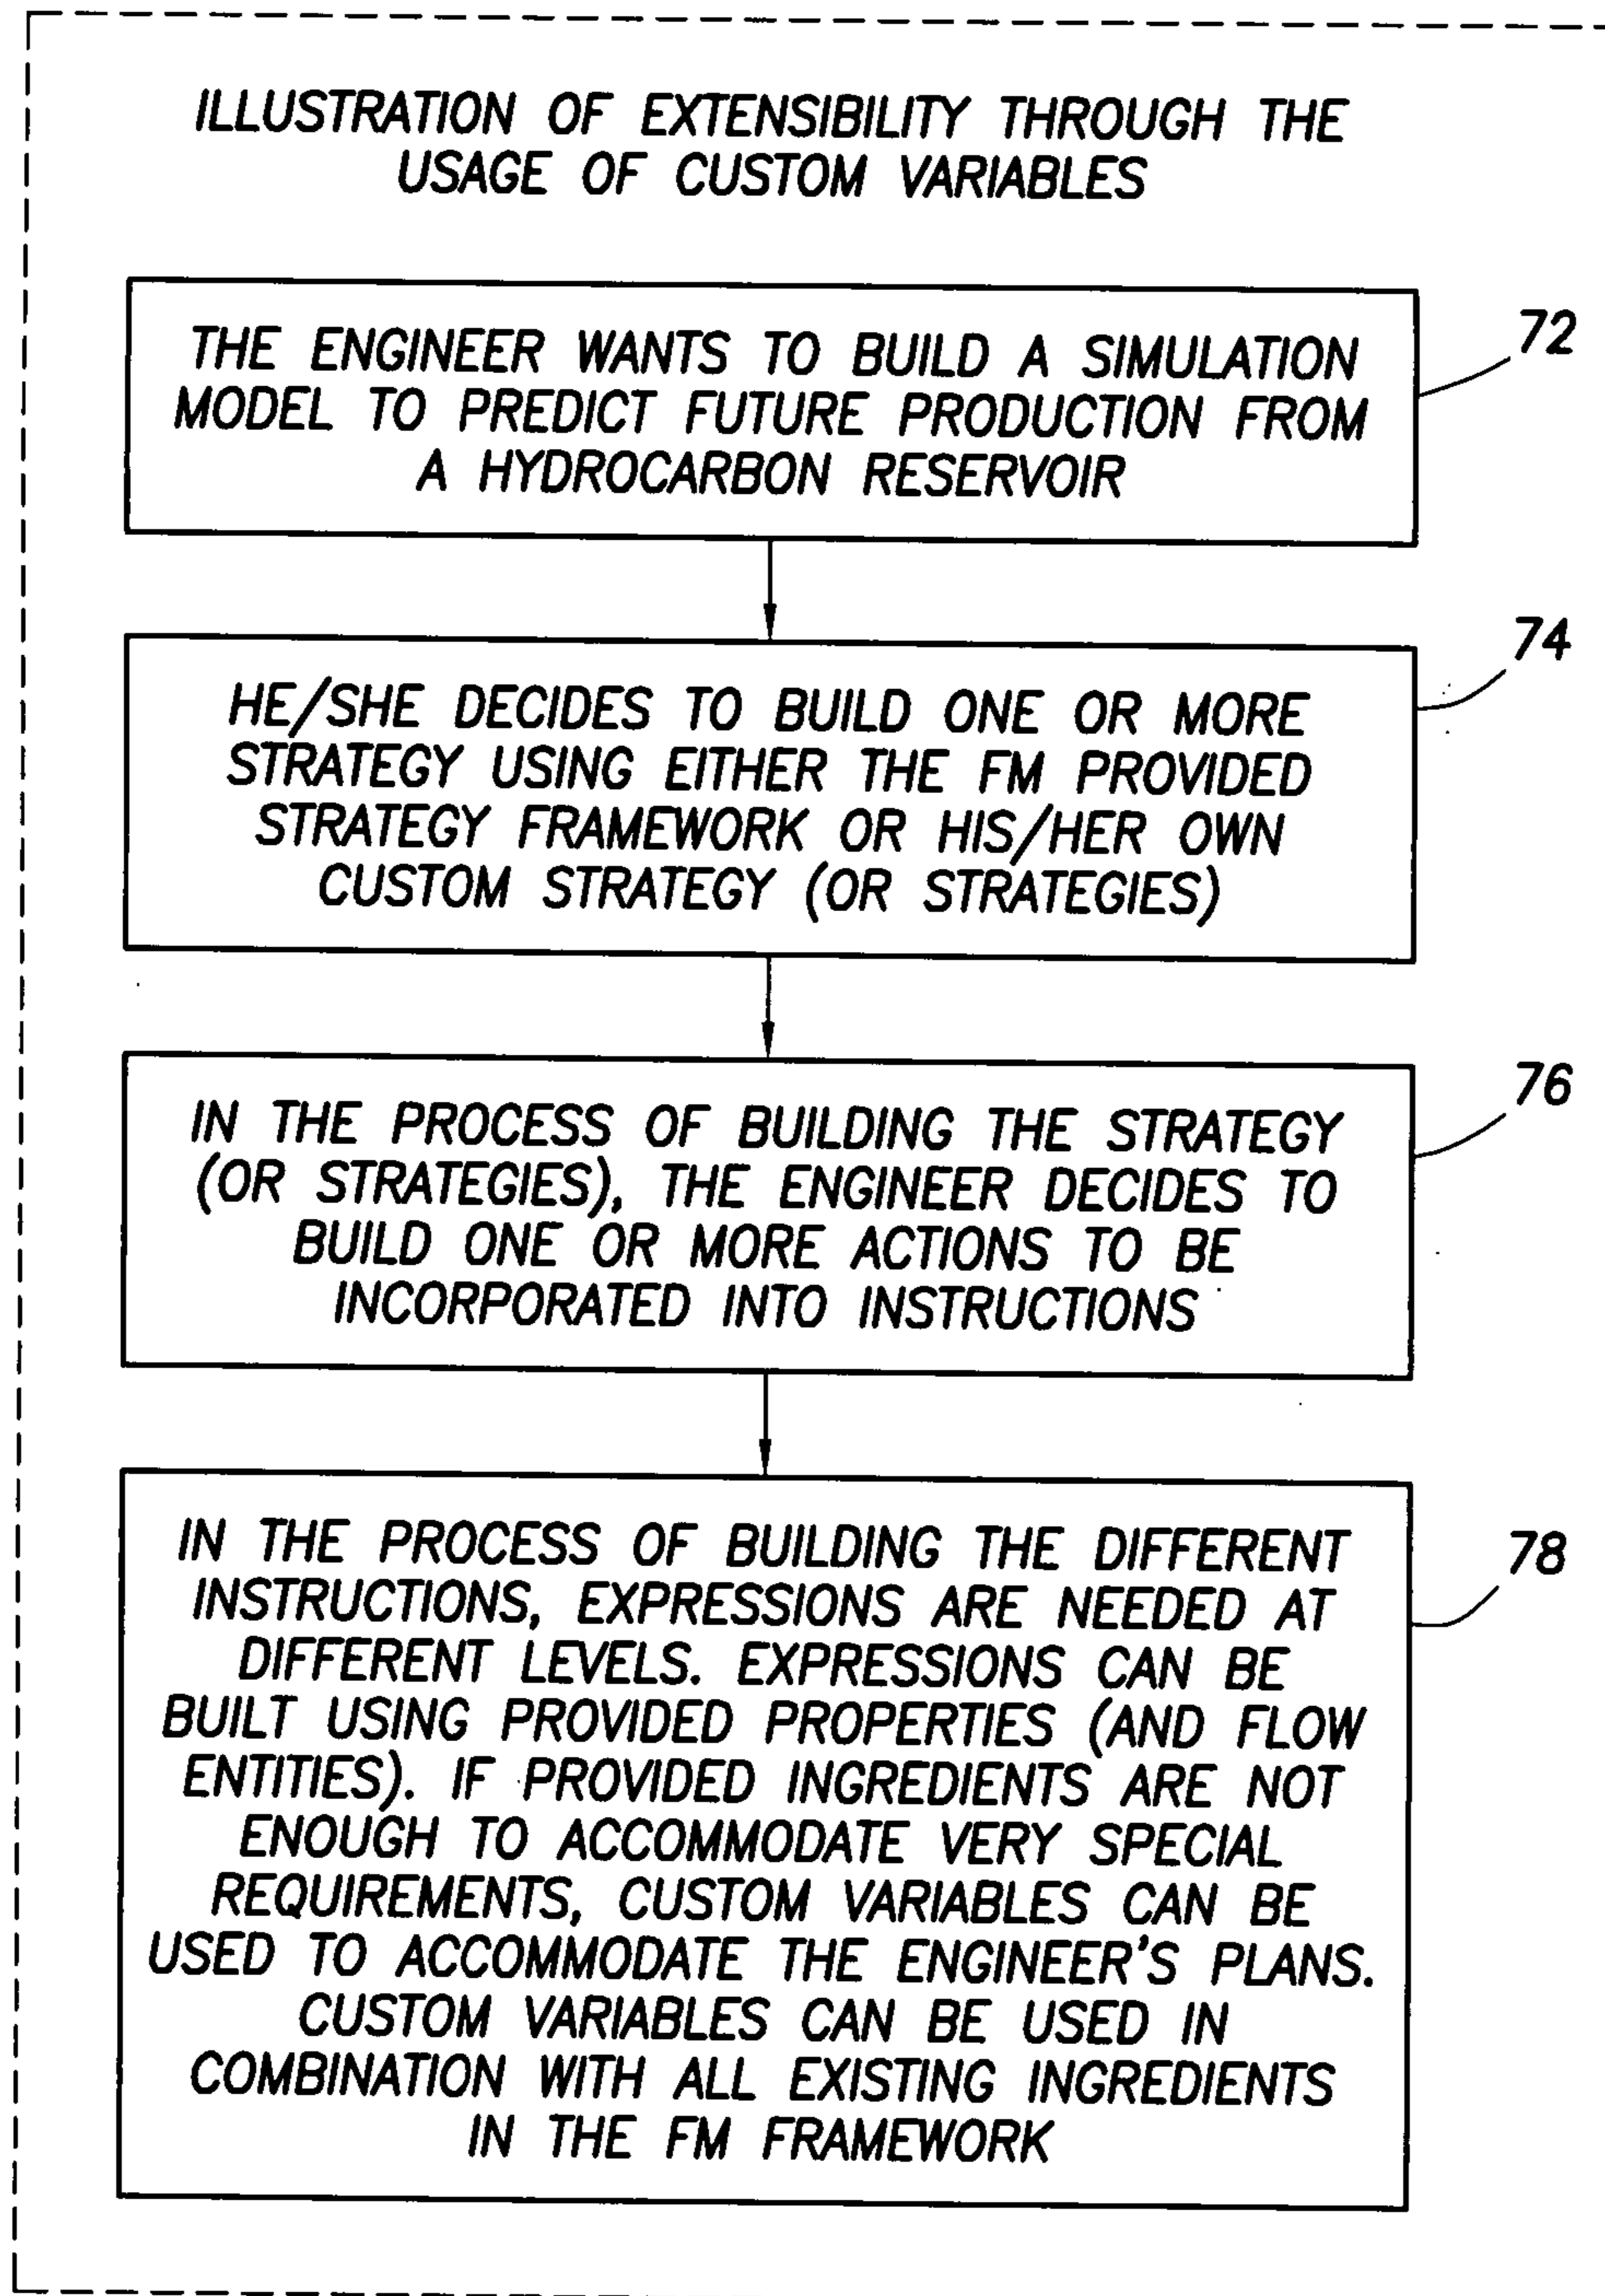 ILLUSTRATION OF EXTENSIBILITY THROUGH THE
USAGE OF CUSTOM VARIABLES
THE ENGINEER WANTS TO BUILD A SIMULATION
MODEL TO PREDICT FUTURE PRODUCTION FROM
A HYDROCARBON RESERVOIR
72
HE/SHE DECIDES TO BUILD ONE OR MORE
STRATEGY USING EITHER THE FM PROVIDED
STRATEGY FRAMEWORK OR HIS/HER OWN
CUSTOM STRATEGY (OR STRATEGIES)
74
IN THE PROCESS OF BUILDING THE STRATEGY
(OR STRATEGIES), THE ENGINEER DECIDES TO
BUILD ONE OR MORE ACTIONS TO BE
INCORPORATED INTO INSTRUCTIONS
76
IN THE PROCESS OF BUILDING THE DIFFERENT
INSTRUCTIONS, EXPRESSIONS ARE NEEDED AT
DIFFERENT LEVELS. EXPRESSIONS CAN BE
BUILT USING PROVIDED PROPERTIES (AND FLOW
ENTITIES). IF PROVIDED INGREDIENTS ARE NOT
ENOUGH TO ACCOMMODATE VERY SPECIAL
REQUIREMENTS, CUSTOM VARIABLES CAN BE
USED TO ACCOMMODATE THE ENGINEER'S PLANS.
CUSTOM VARIABLES CAN BE USED IN
COMBINATION WITH ALL EXISTING INGREDIENTS
IN THE FM FRAMEWORK
78